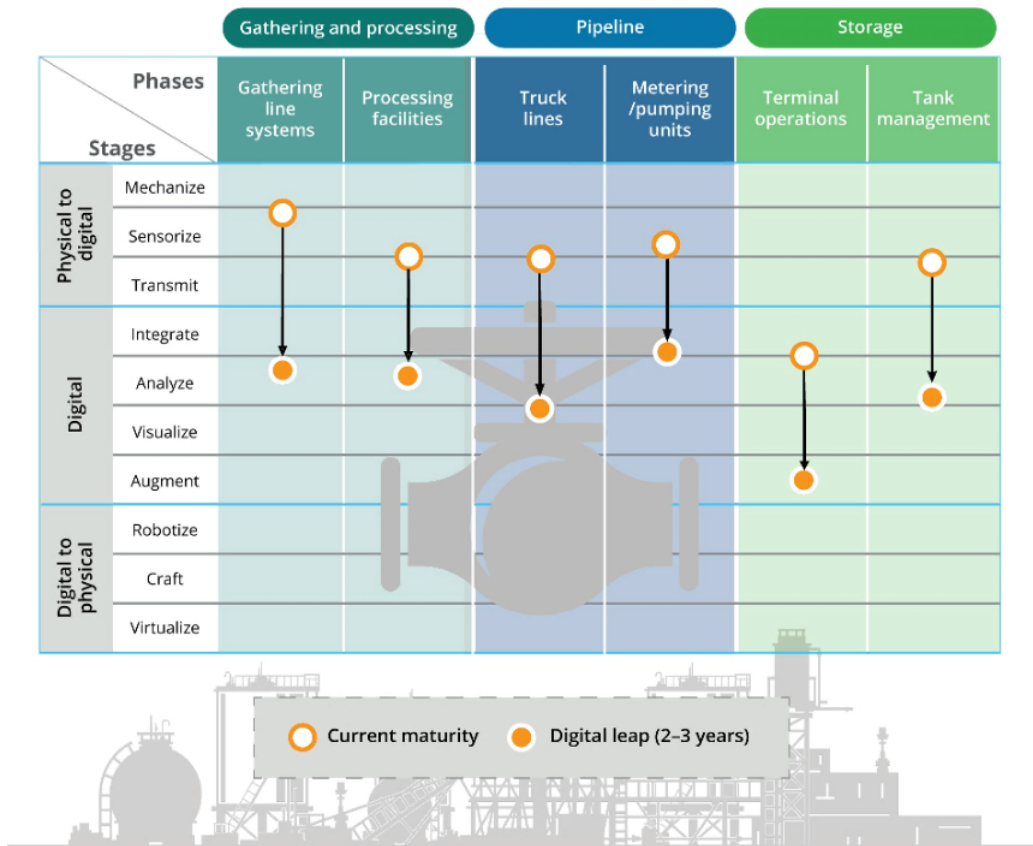 Gathering and processing
Pipeline
Storage
Phases
Stages
Gathering
line
systems
Processing
facilities
Truck
lines
Metering
/pumping
units
Terminal
operations
Tank
management
Physical to
digital
Mechanize
Sensorize
Transmit
Digital
Integrate
Analyze
Visualize
Augment
Digital to
physical
Robotize
Craft
Virtualize
Current maturity
Digital leap (2–3 years)